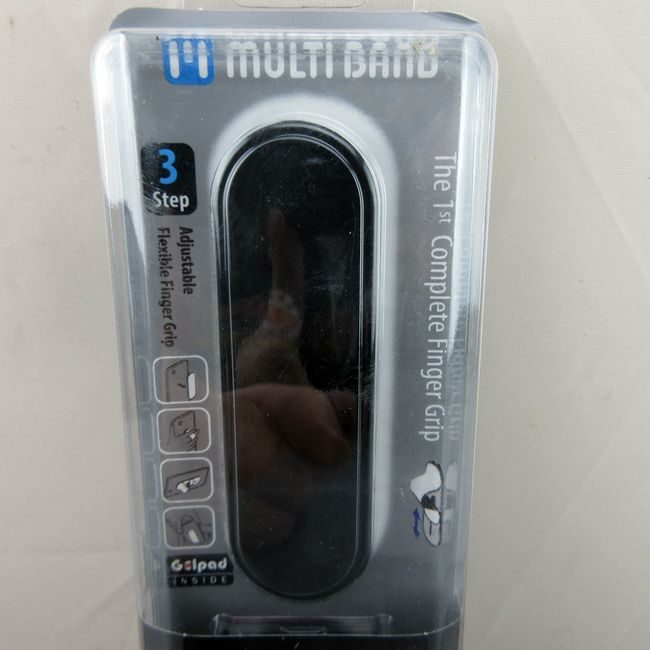 MULTI BAND
3
Step
Adjustable
Flexible Finger Grip
The 1st Complete Finger Grip
Gelpad
INSIDE